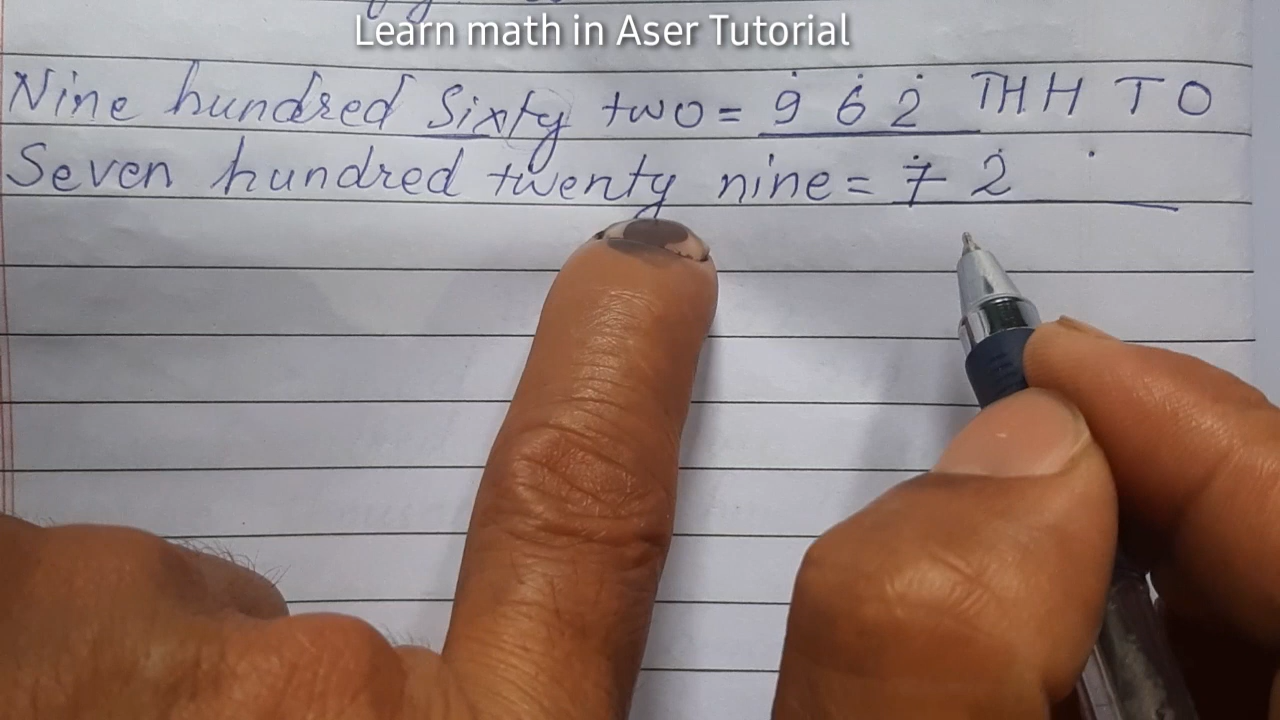 Learn math in Aser Tutorial
Nine hundred Sixty two = 9 6 2 TH H T O
Seven hundred twenty nine = 7 2